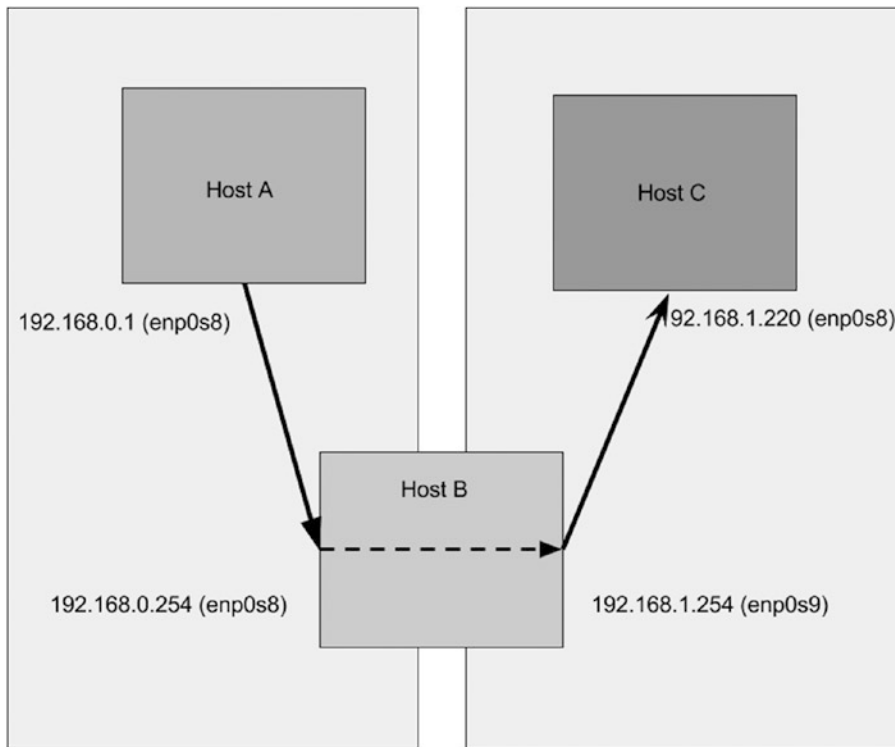 Host A
Host C
192.168.0.1 (enp0s8)
192.168.1.220 (enp0s8)
Host B
192.168.0.254 (enp0s8)
192.168.1.254 (enp0s9)